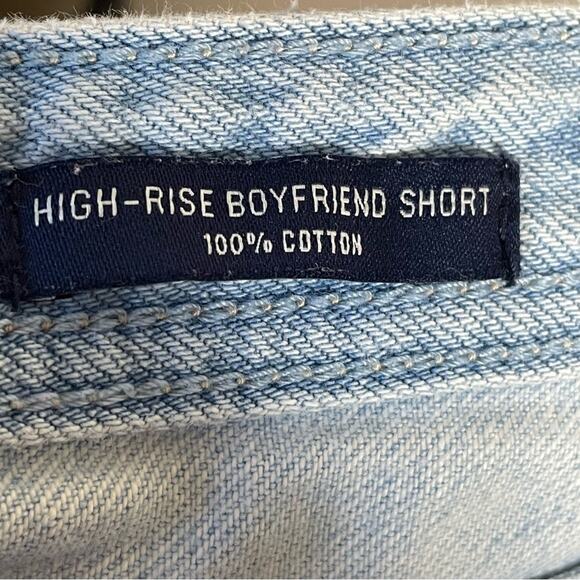 HIGH-RISE BOYFRIEND SHORT
100% COTTON